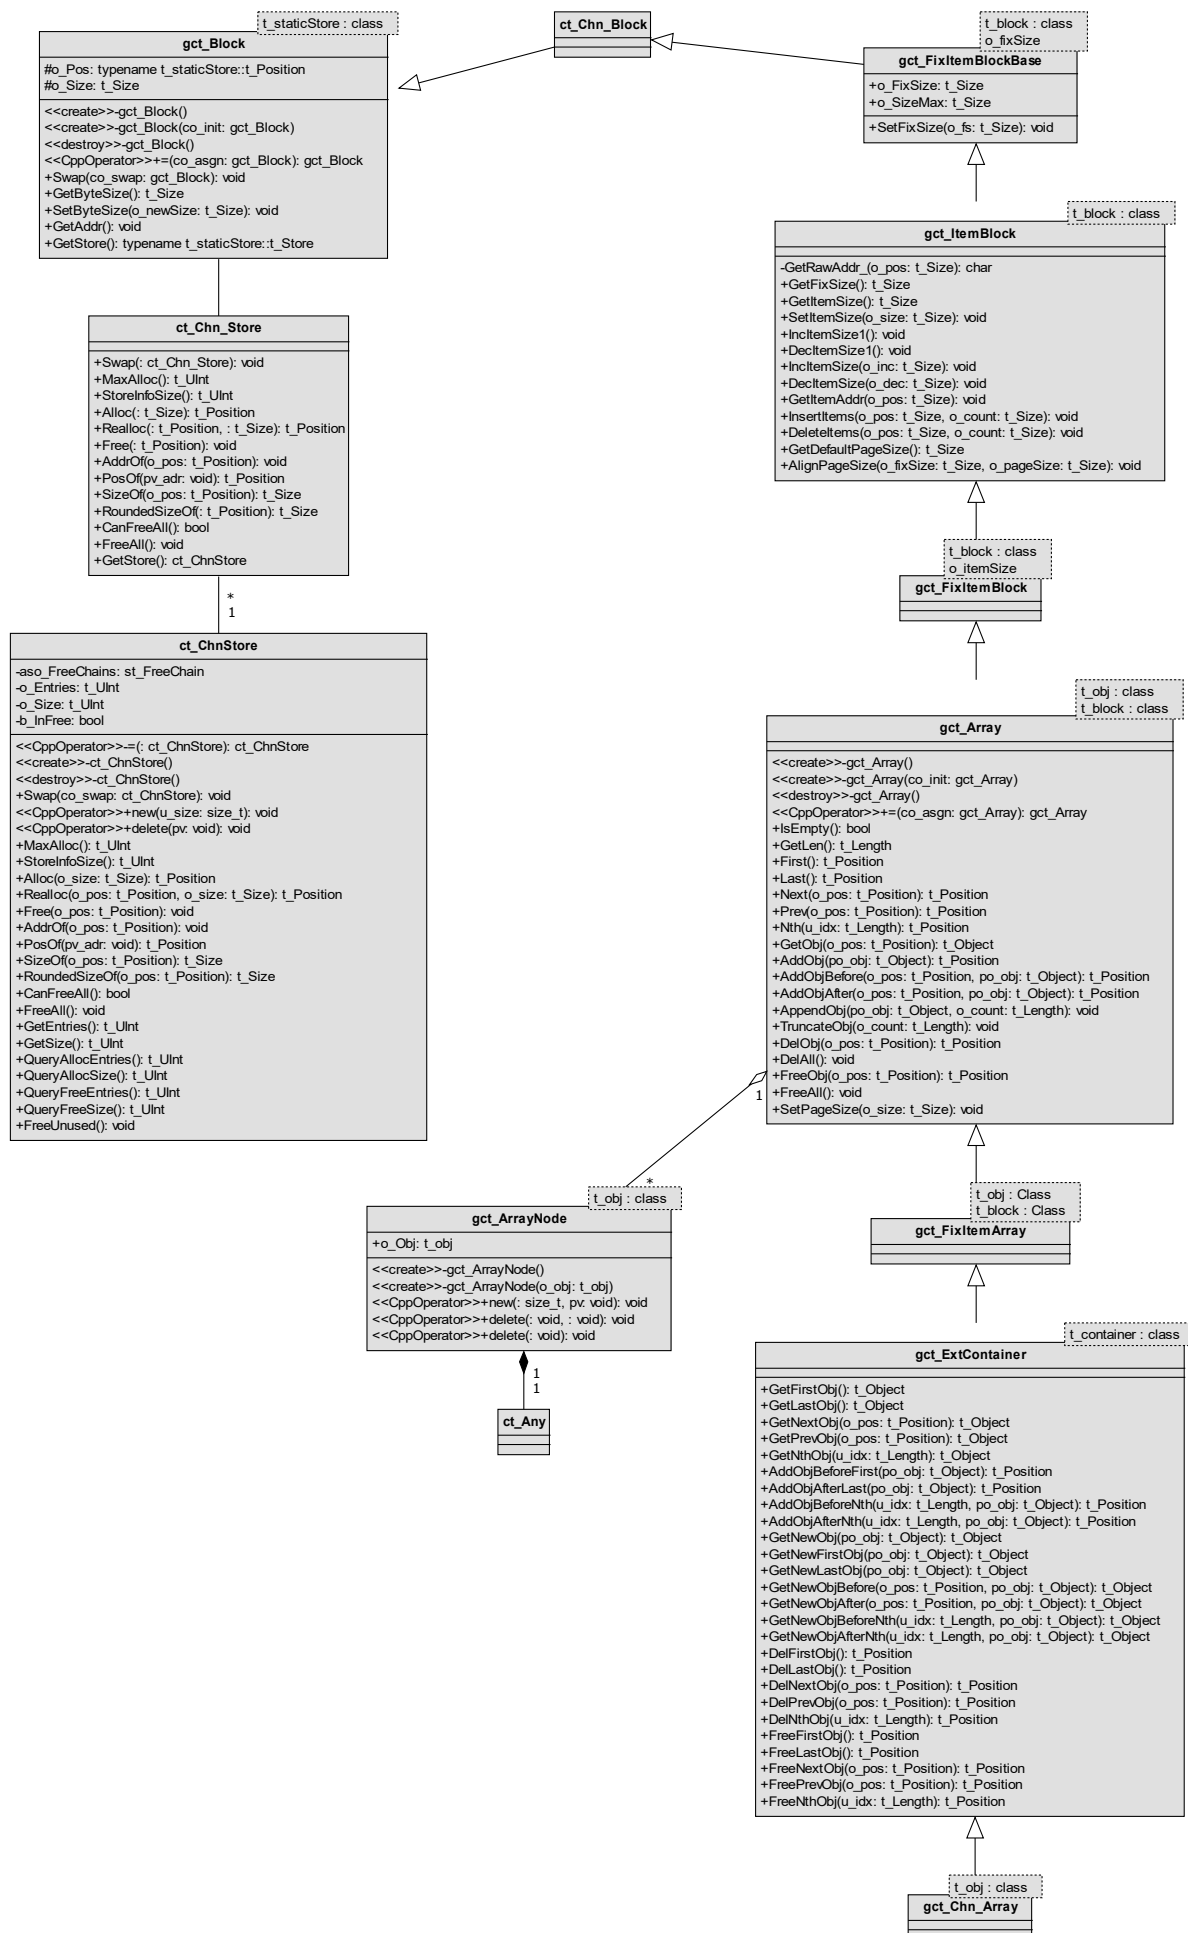 t_staticStore : class
gct_Block
#o_Pos: typename t_staticStore::t_Position
#o_Size: t_Size
<<create>>-gct_Block()
<<create>>-gct_Block(co_init: gct_Block)
<<destroy>>-gct_Block()
<<CppOperator>>+=(co_asgn: gct_Block): gct_Block
+Swap(co_swap: gct_Block): void
+GetByteSize(): t_Size
+SetByteSize(o_newSize: t_Size): void
+GetAddr(): void
+GetStore(): typename t_staticStore::t_Store
ct_Chn_Store
+Swap(: ct_Chn_Store): void
+MaxAlloc(): t_UInt
+StoreInfoSize(): t_UInt
+Alloc(: t_Size): t_Position
+Realloc(: t_Position, : t_Size): t_Position
+Free(: t_Position): void
+AddrOf(o_pos: t_Position): void
+PosOf(pv_adr: void): t_Position
+SizeOf(o_pos: t_Position): t_Size
+RoundedSizeOf(: t_Position): t_Size
+CanFreeAll(): bool
+FreeAll(): void
+GetStore(): ct_ChnStore
*
1
ct_ChnStore
-aso_FreeChains: st_FreeChain
-o_Entries: t_UInt
-o_Size: t_UInt
-b_InFree: bool
<<CppOperator>>-=(: ct_ChnStore): ct_ChnStore
<<create>>-ct_ChnStore()
<<destroy>>-ct_ChnStore()
+Swap(co_swap: ct_ChnStore): void
<<CppOperator>>+new(u_size: size_t): void
<<CppOperator>>+delete(pv: void): void
+MaxAlloc(): t_UInt
+StoreInfoSize(): t_UInt
+Alloc(o_size: t_Size): t_Position
+Realloc(o_pos: t_Position, o_size: t_Size): t_Position
+Free(o_pos: t_Position): void
+AddrOf(o_pos: t_Position): void
+PosOf(pv_adr: void): t_Position
+SizeOf(o_pos: t_Position): t_Size
+RoundedSizeOf(o_pos: t_Position): t_Size
+CanFreeAll(): bool
+FreeAll(): void
+GetEntries(): t_UInt
+GetSize(): t_UInt
+QueryAllocEntries(): t_UInt
+QueryAllocSize(): t_UInt
+QueryFreeEntries(): t_UInt
+QueryFreeSize(): t_UInt
+FreeUnused(): void
ct_Chn_Block
t_block : class
o_fixSize
gct_FixItemBlockBase
+o_FixSize: t_Size
+o_SizeMax: t_Size
+SetFixSize(o_fs: t_Size): void
t_block : class
gct_ItemBlock
-GetRawAddr_(o_pos: t_Size): char
+GetFixSize(): t_Size
+GetItemSize(): t_Size
+SetItemSize(o_size: t_Size): void
+IncItemSize1(): void
+DecItemSize1(): void
+IncItemSize(o_inc: t_Size): void
+DecItemSize(o_dec: t_Size): void
+GetItemAddr(o_pos: t_Size): void
+InsertItems(o_pos: t_Size, o_count: t_Size): void
+DeleteItems(o_pos: t_Size, o_count: t_Size): void
+GetDefaultPageSize(): t_Size
+AlignPageSize(o_fixSize: t_Size, o_pageSize: t_Size): void
t_block : class
o_itemSize
gct_FixItemBlock
t_obj : class
t_block : class
gct_Array
<<create>>-gct_Array()
<<create>>-gct_Array(co_init: gct_Array)
<<destroy>>-gct_Array()
<<CppOperator>>+=(co_asgn: gct_Array): gct_Array
+IsEmpty(): bool
+GetLen(): t_Length
+First(): t_Position
+Last(): t_Position
+Next(o_pos: t_Position): t_Position
+Prev(o_pos: t_Position): t_Position
+Nth(u_idx: t_Length): t_Position
+GetObj(o_pos: t_Position): t_Object
+AddObj(po_obj: t_Object): t_Position
+AddObjBefore(o_pos: t_Position, po_obj: t_Object): t_Position
+AddObjAfter(o_pos: t_Position, po_obj: t_Object): t_Position
+AppendObj(po_obj: t_Object, o_count: t_Length): void
+TruncateObj(o_count: t_Length): void
+DelObj(o_pos: t_Position): t_Position
+DelAll(): void
+FreeObj(o_pos: t_Position): t_Position
+FreeAll(): void
+SetPageSize(o_size: t_Size): void
1
*
t_obj : class
gct_ArrayNode
+o_Obj: t_obj
<<create>>-gct_ArrayNode()
<<create>>-gct_ArrayNode(o_obj: t_obj)
<<CppOperator>>+new(: size_t, pv: void): void
<<CppOperator>>+delete(: void, : void): void
<<CppOperator>>+delete(: void): void
1
1
ct_Any
t_obj : Class
t_block : Class
gct_FixItemArray
t_container : class
gct_ExtContainer
+GetFirstObj(): t_Object
+GetLastObj(): t_Object
+GetNextObj(o_pos: t_Position): t_Object
+GetPrevObj(o_pos: t_Position): t_Object
+GetNthObj(u_idx: t_Length): t_Object
+AddObjBeforeFirst(po_obj: t_Object): t_Position
+AddObjAfterLast(po_obj: t_Object): t_Position
+AddObjBeforeNth(u_idx: t_Length, po_obj: t_Object): t_Position
+AddObjAfterNth(u_idx: t_Length, po_obj: t_Object): t_Position
+GetNewObj(po_obj: t_Object): t_Object
+GetNewFirstObj(po_obj: t_Object): t_Object
+GetNewLastObj(po_obj: t_Object): t_Object
+GetNewObjBefore(o_pos: t_Position, po_obj: t_Object): t_Object
+GetNewObjAfter(o_pos: t_Position, po_obj: t_Object): t_Object
+GetNewObjBeforeNth(u_idx: t_Length, po_obj: t_Object): t_Object
+GetNewObjAfterNth(u_idx: t_Length, po_obj: t_Object): t_Object
+DelFirstObj(): t_Position
+DelLastObj(): t_Position
+DelNextObj(o_pos: t_Position): t_Position
+DelPrevObj(o_pos: t_Position): t_Position
+DelNthObj(u_idx: t_Length): t_Position
+FreeFirstObj(): t_Position
+FreeLastObj(): t_Position
+FreeNextObj(o_pos: t_Position): t_Position
+FreePrevObj(o_pos: t_Position): t_Position
+FreeNthObj(u_idx: t_Length): t_Position
t_obj : class
gct_Chn_Array